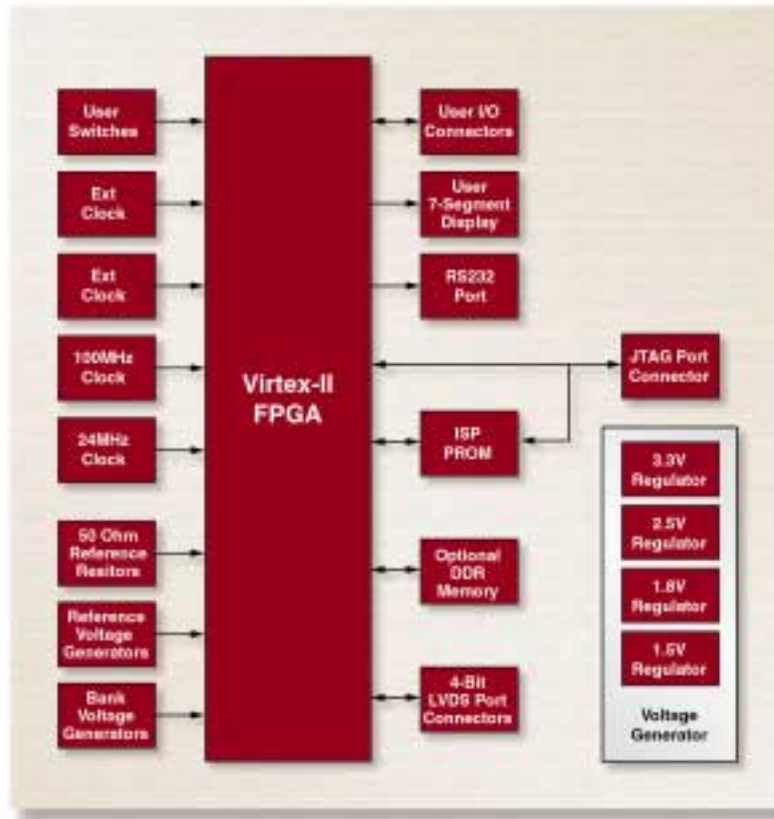 User
Switches
Ext
Clock
Ext
Clock
100MHz
Clock
24MHz
Clock
50 Ohm
Reference
Resitors
Reference
Voltage
Generators
Bank
Voltage
Generators
Virtex-II
FPGA
User I/O
Connectors
User
7-Segment
Display
RS232
Port
ISP
PROM
Optional
DDR
Memory
4-Bit
LVDS Port
Connectors
JTAG Port
Connector
3.3V
Regulator
2.5V
Regulator
1.8V
Regulator
1.5V
Regulator
Voltage
Generator